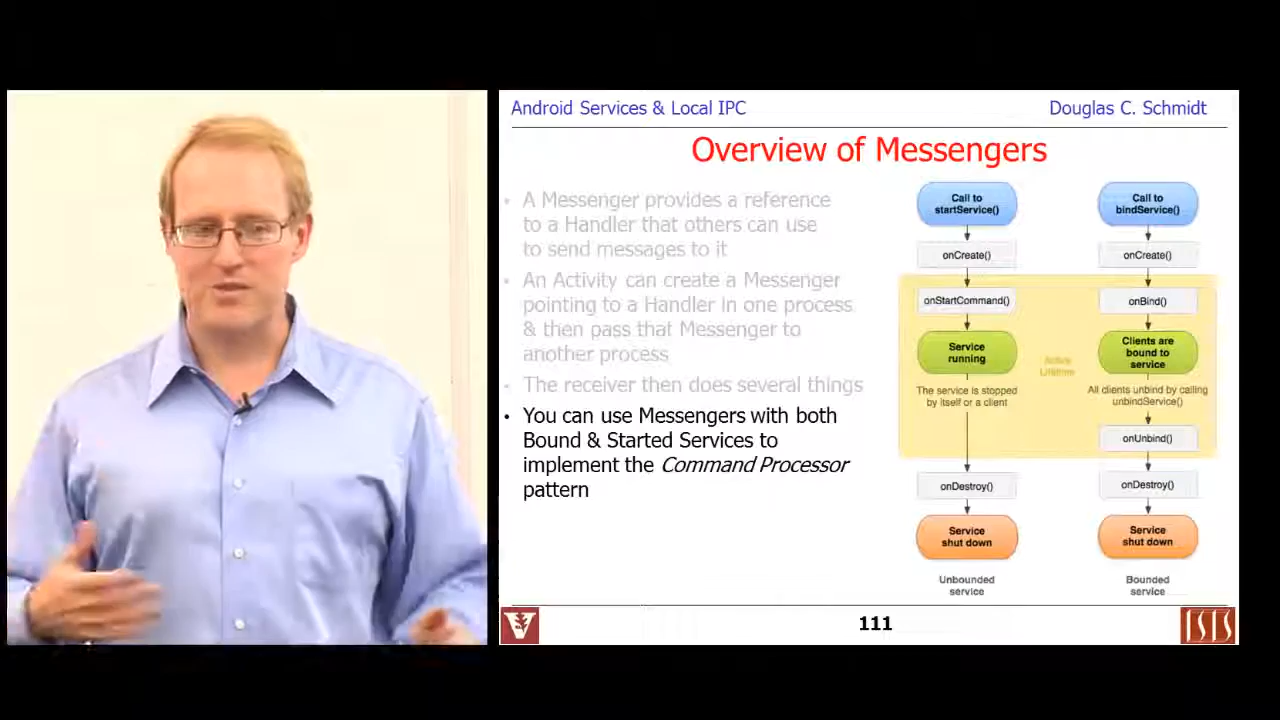 Android Services & Local IPC
Douglas C. Schmidt
Overview of Messengers
• A Messenger provides a reference
to a Handler that others can use
to send messages to it
• An Activity can create a Messenger
pointing to a Handler in one process
& then pass that Messenger to
another process
• The receiver then does several things
• You can use Messengers with both
Bound & Started Services to
implement the Command Processor
pattern
Call to
startService()
onCreate()
onStartCommand()
Service
running
The service is stopped
by itself or a client
onDestroy()
Service
shut down
Unbounded
service
Active
Lifetime
Call to
bindService()
onCreate()
onBind()
Clients are
bound to
service
All clients unbind by calling
unbindService()
onUnbind()
onDestroy()
Service
shut down
Bounded
service
V
111
ISIS